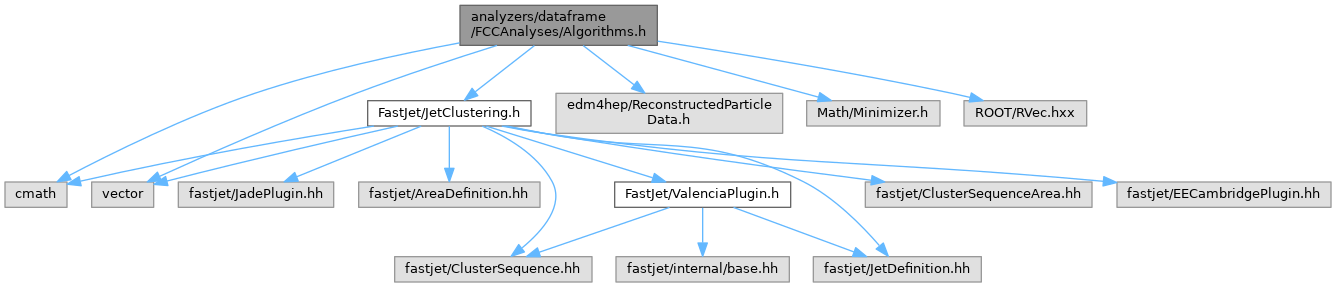 analyzers/dataframe
/FCCAnalyses/Algorithms.h
FastJet/JetClustering.h
edm4hep/ReconstructedParticle
Data.h
Math/Minimizer.h
ROOT/RVec.hxx
cmath
vector
fastjet/JadePlugin.hh
fastjet/AreaDefinition.hh
FastJet/ValenciaPlugin.h
fastjet/ClusterSequenceArea.hh
fastjet/EECambridgePlugin.hh
fastjet/ClusterSequence.hh
fastjet/internal/base.hh
fastjet/JetDefinition.hh